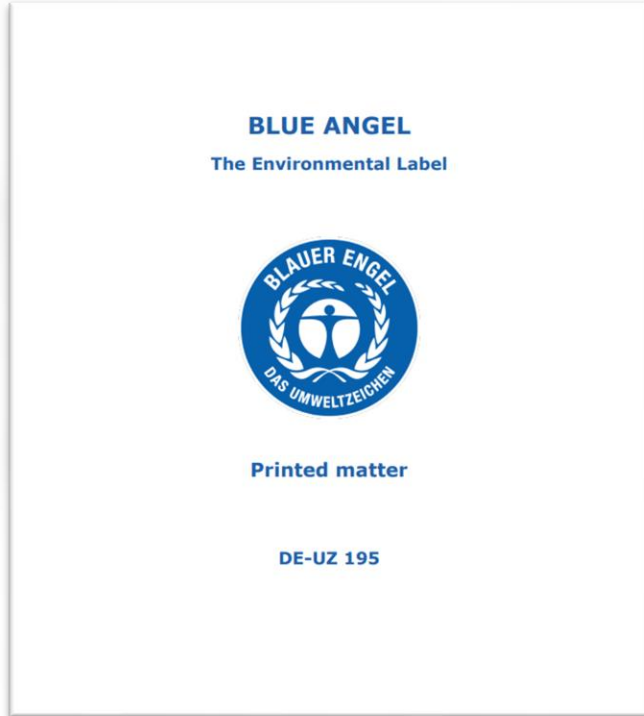 BLUE ANGEL
The Environmental Label
BLAUER ENGEL
DAS UMWELTZEICHEN
Printed matter
DE-UZ 195